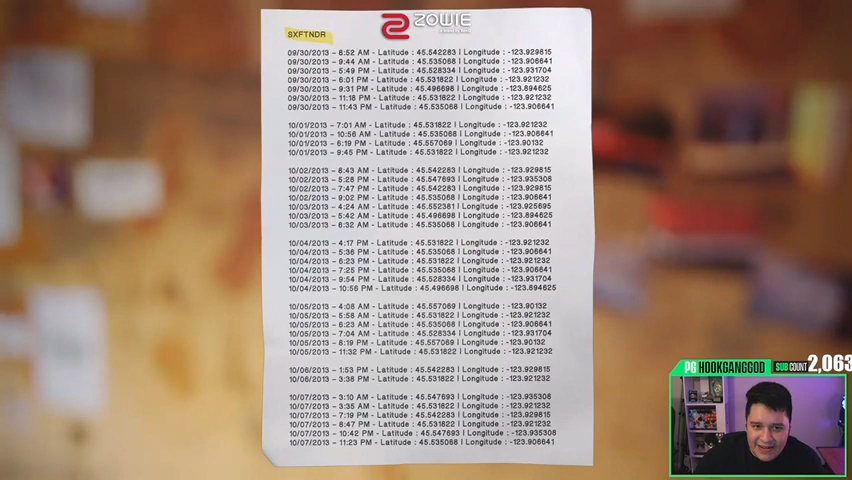 ZOWIE
SXFTNDR
09/30/2013 - 8:52 AM - Latitude : 45.542283 | Longitude : -123.929815
09/30/2013 - 9:44 AM - Latitude : 45.535068 | Longitude : -123.906641
09/30/2013 - 5:49 PM - Latitude : 45.528334 | Longitude : -123.931704
09/30/2013 - 6:01 PM - Latitude : 45.531822 | Longitude : -123.921232
09/30/2013 - 9:31 PM - Latitude : 45.496698 | Longitude : -123.894625
09/30/2013 - 11:18 PM - Latitude : 45.531822 | Longitude : -123.921232
09/30/2013 - 11:43 PM - Latitude : 45.535068 | Longitude : -123.906641
10/01/2013 - 7:01 AM - Latitude : 45.531822 | Longitude : -123.921232
10/01/2013 - 10:56 AM - Latitude : 45.535068 | Longitude : -123.906641
10/01/2013 - 6:19 PM - Latitude : 45.557069 | Longitude : -123.90132
10/01/2013 - 9:45 PM - Latitude : 45.531822 | Longitude : -123.921232
10/02/2013 - 8:43 AM - Latitude : 45.542283 | Longitude : -123.929815
10/02/2013 - 5:28 PM - Latitude : 45.547693 | Longitude : -123.935308
10/02/2013 - 7:47 PM - Latitude : 45.542283 | Longitude : -123.929815
10/02/2013 - 9:02 PM - Latitude : 45.535068 | Longitude : -123.906641
10/03/2013 - 4:24 AM - Latitude : 45.552381 | Longitude : -123.925695
10/03/2013 - 5:42 AM - Latitude : 45.496698 | Longitude : -123.894625
10/03/2013 - 6:32 AM - Latitude : 45.535068 | Longitude : -123.906641
10/04/2013 - 4:17 PM - Latitude : 45.531822 | Longitude : -123.921232
10/04/2013 - 5:36 PM - Latitude : 45.535068 | Longitude : -123.906641
10/04/2013 - 6:23 PM - Latitude : 45.531822 | Longitude : -123.921232
10/04/2013 - 7:25 PM - Latitude : 45.535068 | Longitude : -123.906641
10/04/2013 - 9:54 PM - Latitude : 45.528334 | Longitude : -123.931704
10/04/2013 - 10:56 PM - Latitude : 45.496698 | Longitude : -123.894625
10/05/2013 - 4:08 AM - Latitude : 45.557069 | Longitude : -123.90132
10/05/2013 - 5:58 AM - Latitude : 45.531822 | Longitude : -123.921232
10/05/2013 - 6:23 AM - Latitude : 45.535068 | Longitude : -123.906641
10/05/2013 - 7:04 AM - Latitude : 45.528334 | Longitude : -123.931704
10/05/2013 - 8:19 PM - Latitude : 45.557069 | Longitude : -123.90132
10/05/2013 - 11:32 PM - Latitude : 45.531822 | Longitude : -123.921232
10/06/2013 - 1:53 PM - Latitude : 45.542283 | Longitude : -123.929815
10/06/2013 - 3:38 PM - Latitude : 45.531822 | Longitude : -123.921232
10/07/2013 - 3:10 AM - Latitude : 45.547693 | Longitude : -123.935308
10/07/2013 - 3:35 AM - Latitude : 45.531822 | Longitude : -123.921232
10/07/2013 - 7:19 PM - Latitude : 45.542283 | Longitude : -123.929815
10/07/2013 - 8:47 PM - Latitude : 45.531822 | Longitude : -123.921232
10/07/2013 - 10:42 PM - Latitude : 45.547693 | Longitude : -123.935308
10/07/2013 - 11:23 PM - Latitude : 45.535068 | Longitude : -123.906641
PG HOOKGANGGOD SUB COUNT 2,063